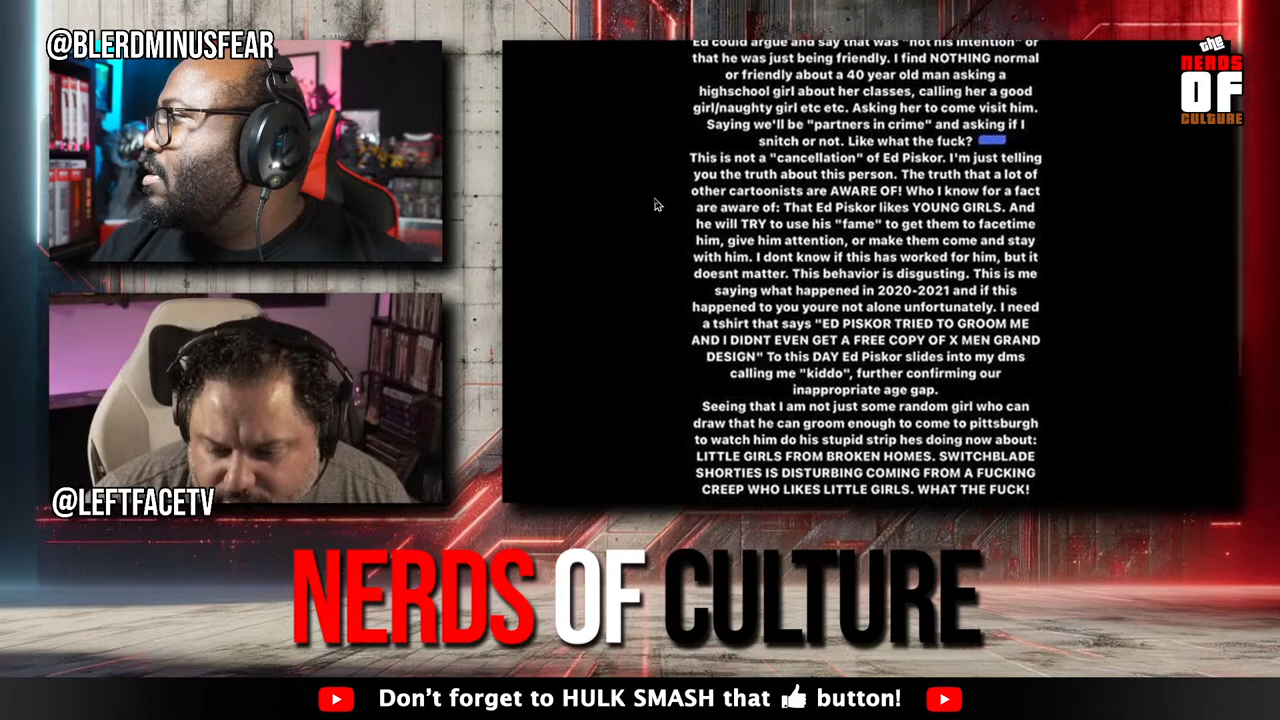 @BLERDMINUSFEAR
Ed could argue and say that was "not his intention" or
that he was just being friendly. I find NOTHING normal
or friendly about a 40 year old man asking a
highschool girl about her classes, calling her a good
girl/naughty girl etc etc. Asking her to come visit him.
Saying we'll be "partners in crime" and asking if I
snitch or not. Like what the fuck?
This is not a "cancellation" of Ed Piskor. I'm just telling
you the truth about this person. The truth that a lot of
other cartoonists are AWARE OF! Who I know for a fact
are aware of: That Ed Piskor likes YOUNG GIRLS. And
he will TRY to use his "fame" to get them to facetime
him, give him attention, or make them come and stay
with him. I dont know if this has worked for him, but it
doesnt matter. This behavior is disgusting. This is me
saying what happened in 2020-2021 and if this
happened to you youre not alone unfortunately. I need
a tshirt that says "ED PISKOR TRIED TO GROOM ME
AND I DIDNT EVEN GET A FREE COPY OF X MEN GRAND
DESIGN" To this DAY Ed Piskor slides into my dms
calling me "kiddo", further confirming our
inappropriate age gap.
Seeing that I am not just some random girl who can
draw that he can groom enough to come to pittsburgh
to watch him do his stupid strip hes doing now about:
LITTLE GIRLS FROM BROKEN HOMES. SWITCHBLADE
SHORTIES IS DISTURBING COMING FROM A FUCKING
CREEP WHO LIKES LITTLE GIRLS. WHAT THE FUCK!
the
NERDS
OF
CULTURE
@LEFTFACETV
NERDS OF CULTURE
Don't forget to HULK SMASH that button!